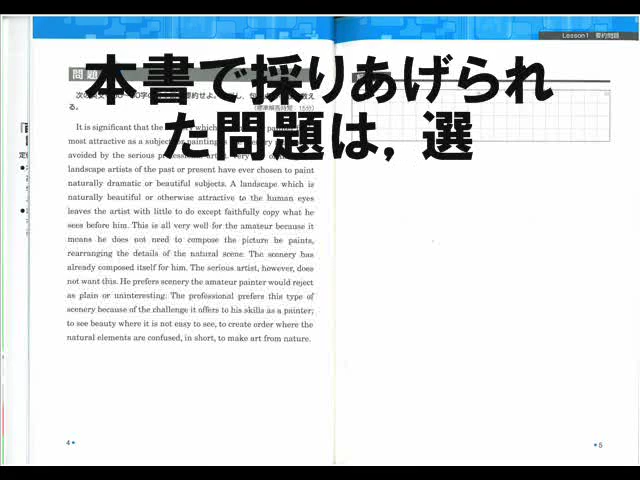 Lesson1 要約問題
問題
本書で採りあげられ
た問題は，選
る。
(標準解答時間：15分)
It is significant that the
most attractive as a subject
avoided by the serious
landscape artists of the past or present have ever chosen to paint
naturally dramatic or beautiful subjects. A landscape which is
naturally beautiful or otherwise attractive to the human eyes
leaves the artist with little to do except faithfully copy what he
sees before him. This is all very well for the amateur because it
means he does not need to compose the picture he paints,
rearranging the details of the natural scene. The scenery has
already composed itself for him. The serious artist, however, does
not want this. He prefers scenery the amateur painter would reject
as plain or uninteresting. The professional prefers this type of
scenery because of the challenge it offers to his skills as a painter;
to see beauty where it is not easy to see, to create order where the
natural elements are confused, in short, to make art from nature.
4
5